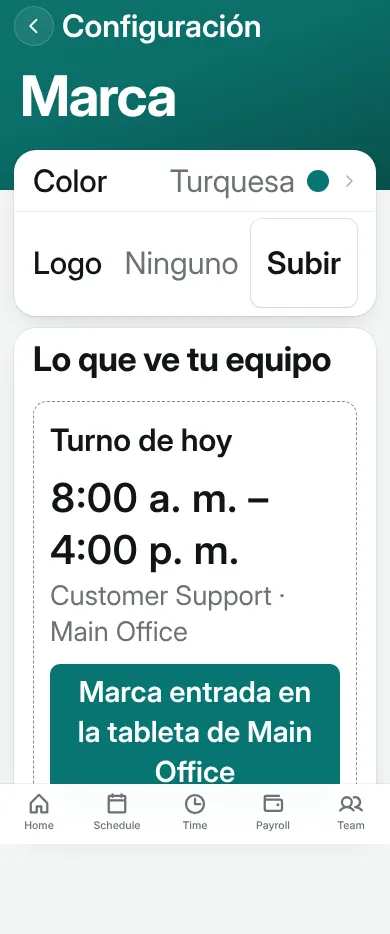 Configuración
Marca
Color Turquesa
Logo Ninguno Subir
Lo que ve tu equipo
Turno de hoy
8:00 a. m. –
4:00 p. m.
Customer Support ·
Main Office
Marca entrada en
la tableta de Main
Office
Home Schedule Time Payroll Team